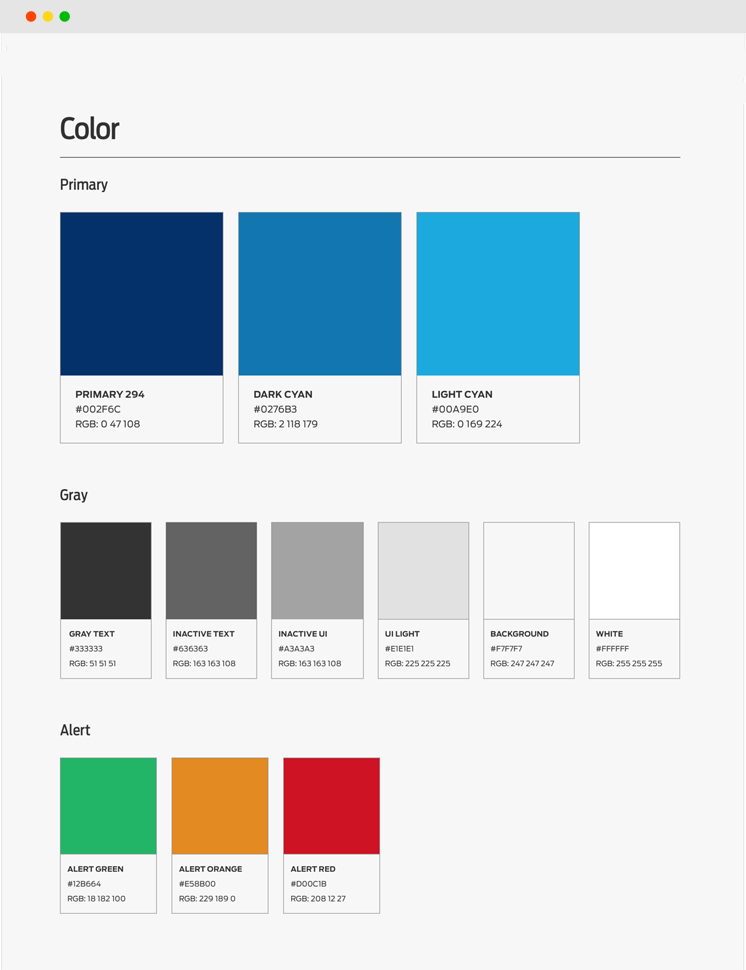 Color
Primary
PRIMARY 294
#002F6C
RGB: 0 47 108
DARK CYAN
#0276B3
RGB: 2 118 179
LIGHT CYAN
#00A9E0
RGB: 0 169 224
Gray
GRAY TEXT
#333333
RGB: 51 51 51
INACTIVE TEXT
#636363
RGB: 163 163 108
INACTIVE UI
#A3A3A3
RGB: 163 163 108
UI LIGHT
#E1E1E1
RGB: 225 225 225
BACKGROUND
#F7F7F7
RGB: 247 247 247
WHITE
#FFFFFF
RGB: 255 255 255
Alert
ALERT GREEN
#12B664
RGB: 18 182 100
ALERT ORANGE
#E58B00
RGB: 229 189 0
ALERT RED
#D00C1B
RGB: 208 12 27